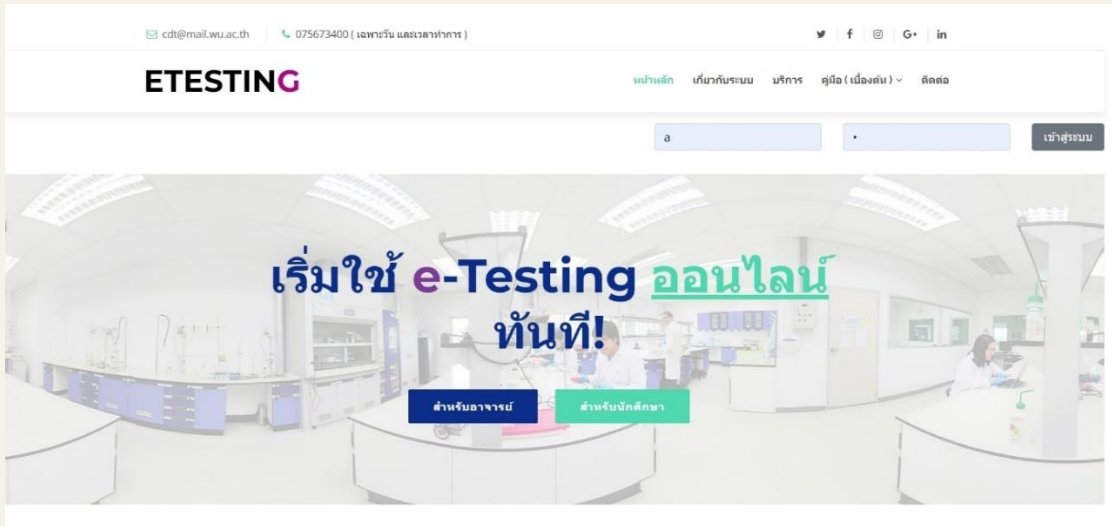 cdt@mail.wu.ac.th 075673400 ( เฉพาะวัน และเวลาทำการ ) f G+ in
ETESTING หน้าหลัก เกี่ยวกับระบบ บริการ คู่มือ ( เบื้องต้น ) ติดต่อ
a • เข้าสู่ระบบ
เริ่มใช้ e-Testing ออนไลน์
ทันที!
สำหรับอาจารย์ สำหรับนักศึกษา